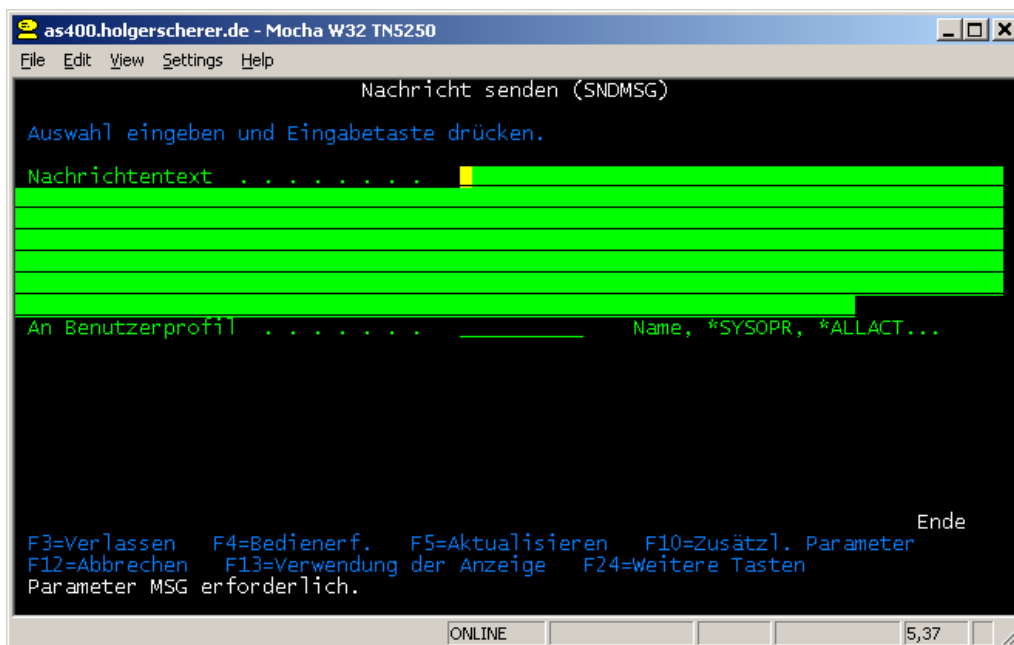 as400.holgerscherer.de - Mocha W32 TN5250
File Edit View Settings Help
Nachricht senden (SNDMSG)
Auswahl eingeben und Eingabetaste drücken.
Nachrichtentext . . . . . . . .
An Benutzerprofil . . . . . . . __________ Name, *SYSOPR, *ALLACT...
Ende
F3=Verlassen F4=Bedienerf. F5=Aktualisieren F10=Zusätzl. Parameter
F12=Abbrechen F13=Verwendung der Anzeige F24=Weitere Tasten
Parameter MSG erforderlich.
ONLINE 5,37